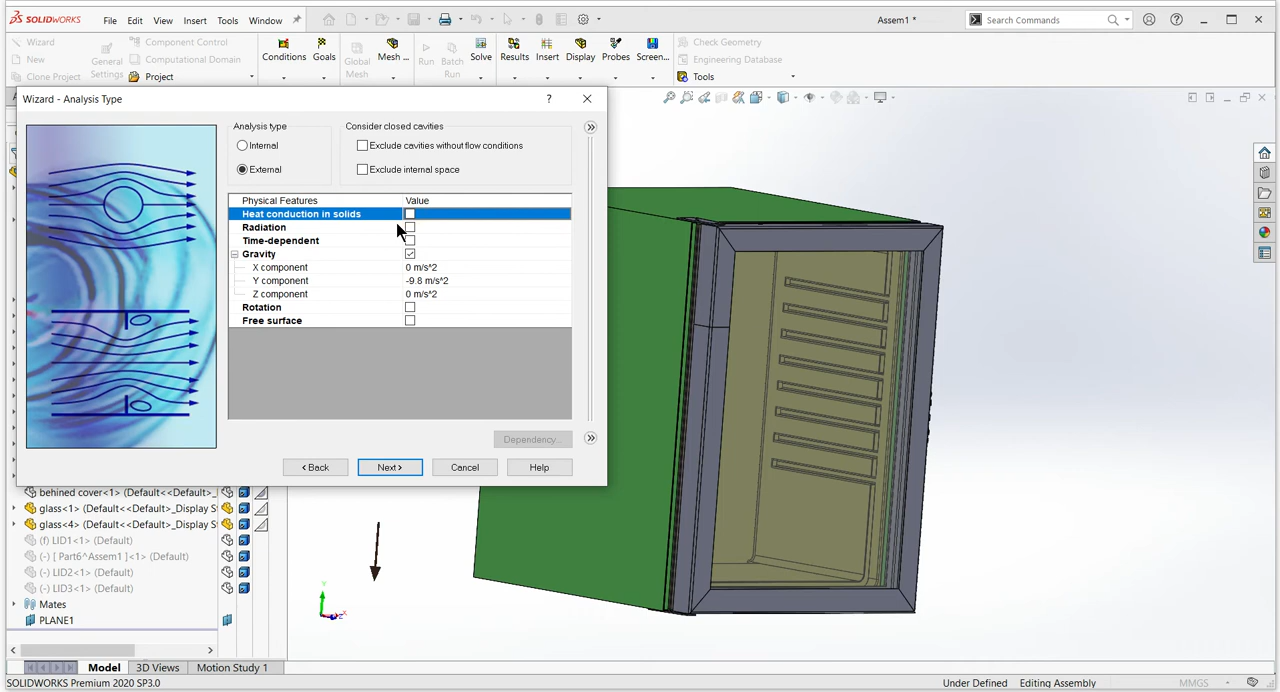 SOLIDWORKS File Edit View Insert Tools Window Assem1 * Search Commands
Wizard
New
Clone Project
General Settings
Component Control
Computational Domain
Project
Conditions
Goals
Global Mesh
Mesh ...
Run
Batch Run
Solve
Results
Insert
Display
Probes
Screen...
Check Geometry
Engineering Database
Tools
Wizard - Analysis Type
?
Analysis type
Internal
External
Consider closed cavities
Exclude cavities without flow conditions
Exclude internal space
Physical Features Value
Heat conduction in solids
Radiation
Time-dependent
Gravity
X component 0 m/s^2
Y component -9.8 m/s^2
Z component 0 m/s^2
Rotation
Free surface
Dependency...
< Back Next > Cancel Help
behined cover<1> (Default<<Default>_
glass<1> (Default<<Default>_Display S
glass<4> (Default<<Default>_Display S
(f) LID1<1> (Default)
(-) [ Part6^Assem1 ]<1> (Default)
(-) LID2<1> (Default)
(-) LID3<1> (Default)
Mates
PLANE1
Y
X
Z
Model 3D Views Motion Study 1
SOLIDWORKS Premium 2020 SP3.0 Under Defined Editing Assembly MMGS